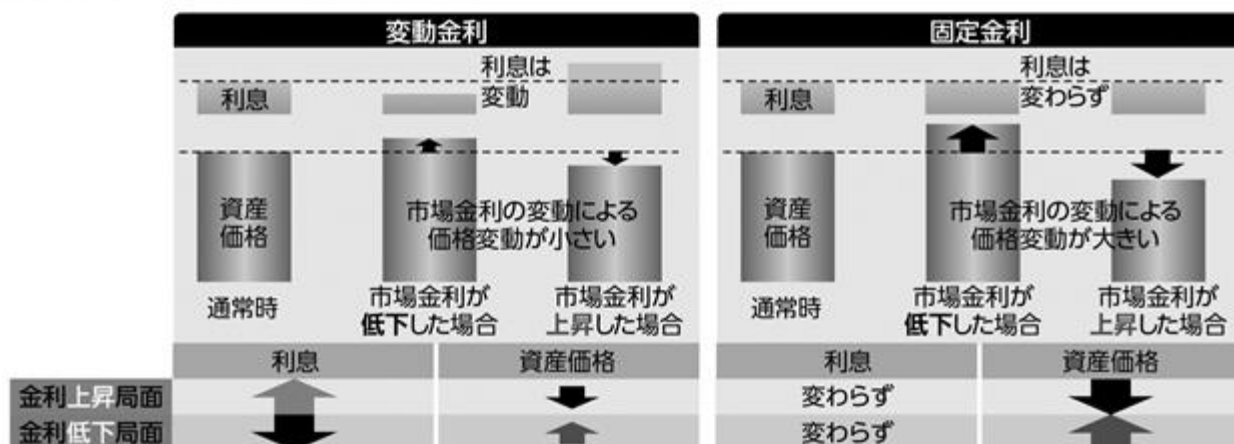 変動金利
利息は
変動
利息
資産
価格
市場金利の変動による
価格変動が小さい
通常時
市場金利が
低下した場合
市場金利が
上昇した場合
固定金利
利息は
変わらず
利息
資産
価格
市場金利の変動による
価格変動が大きい
通常時
市場金利が
低下した場合
市場金利が
上昇した場合
利息 資産価格 利息 資産価格
金利上昇局面 変わらず
金利低下局面 変わらず